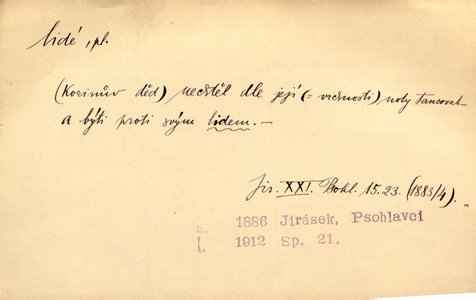 lidé, pl.
(Kozinův děd) nechtěl dle její (= vrchnosti) noty tancovat
a býti proti svým lidem. —
Jir. XXI. Bohl. 15.23. (1883/4).
1886 Jirásek, Psohlavci
1912 Sp. 21.